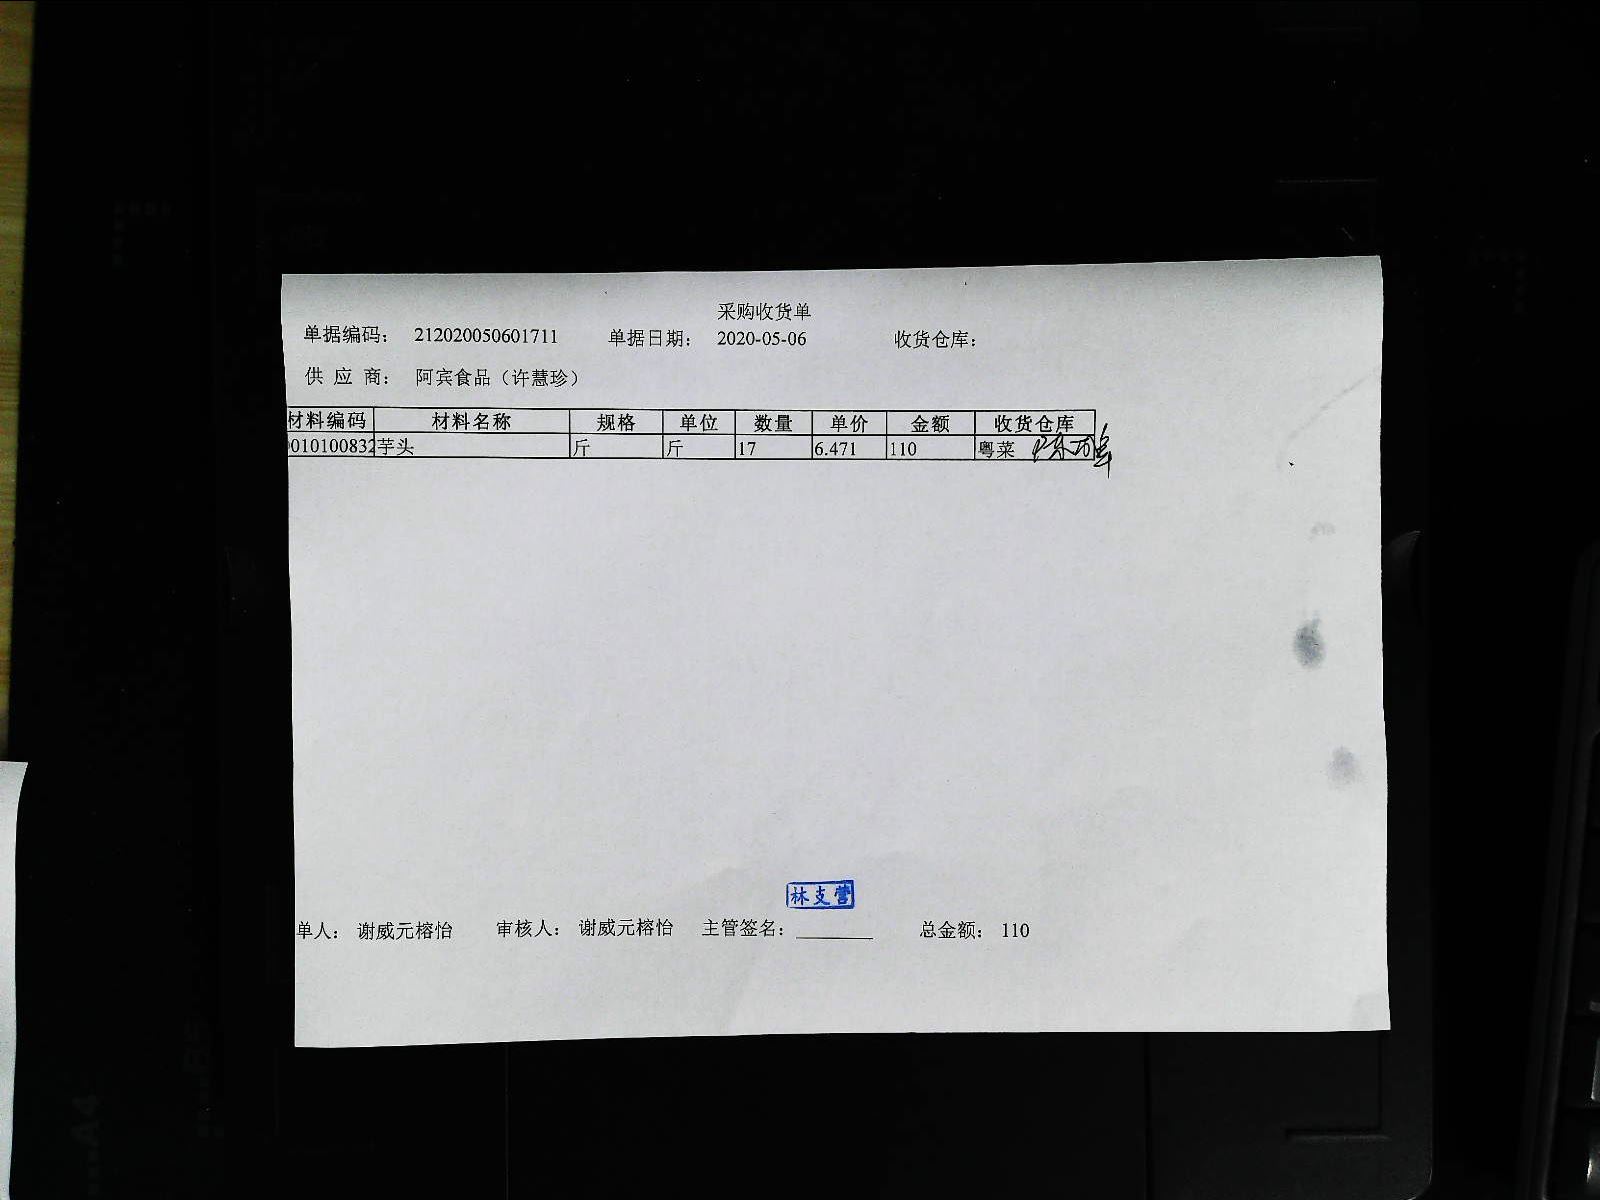 采购收货单
单据编码： 212020050601711 单据日期： 2020-05-06 收货仓库：
供 应 商： 阿宾食品（许慧珍）
材料编码 材料名称 规格 单位 数量 单价 金额 收货仓库
010100832 芋头 斤 斤 17 6.471 110 粤菜
林支营
单人： 谢威元榕怡 审核人： 谢威元榕怡 主管签名： 总金额： 110
A4